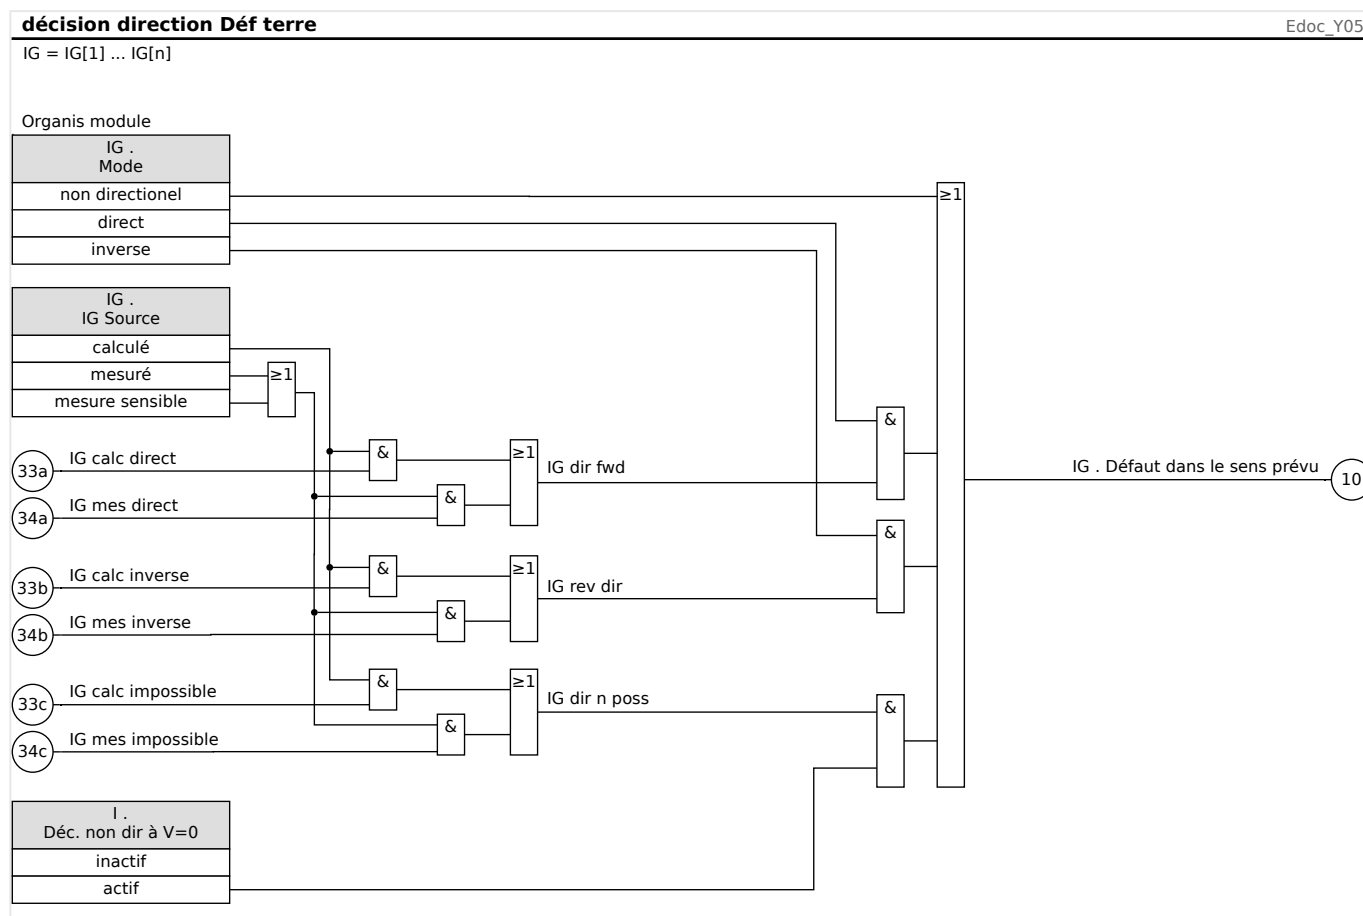 décision direction Déf terre
Edoc_Y05
IG = IG[1] ... IG[n]
Organis module
IG .
Mode
non directionel
direct
inverse
≥1
IG .
IG Source
calculé
mesuré
mesure sensible
≥1
&
33a
IG calc direct
&
≥1
IG dir fwd
34a
IG mes direct
&
IG . Défaut dans le sens prévu
10
&
33b
IG calc inverse
&
≥1
IG rev dir
34b
IG mes inverse
&
33c
IG calc impossible
&
≥1
IG dir n poss
&
34c
IG mes impossible
&
I .
Déc. non dir à V=0
inactif
actif